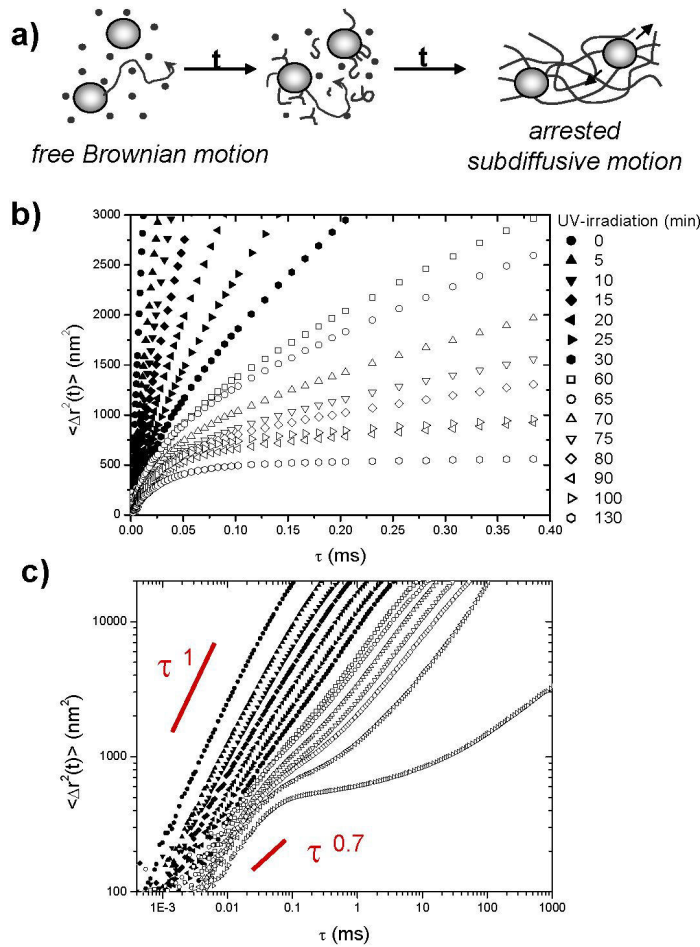 a)
t
t
free Brownian motion
arrested
subdiffusive motion
b)
UV-irradiation (min)
0
5
10
15
20
25
30
60
65
70
75
80
90
100
130
3000
2500
2000
1500
1000
500
0
<Δr²(t)> (nm²)
0.00 0.05 0.10 0.15 0.20 0.25 0.30 0.35 0.40
τ (ms)
c)
10000
1000
100
<Δr²(t)> (nm²)
τ 1
τ 0.7
1E-3 0.01 0.1 1 10 100 1000
τ (ms)